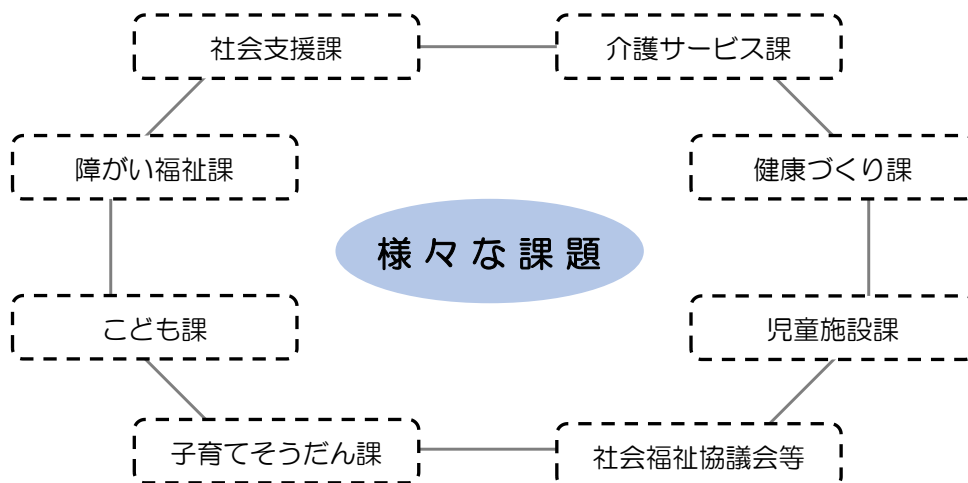 社会支援課
介護サービス課
障がい福祉課
健康づくり課
様々な課題
こども課
児童施設課
子育てそうだん課
社会福祉協議会等